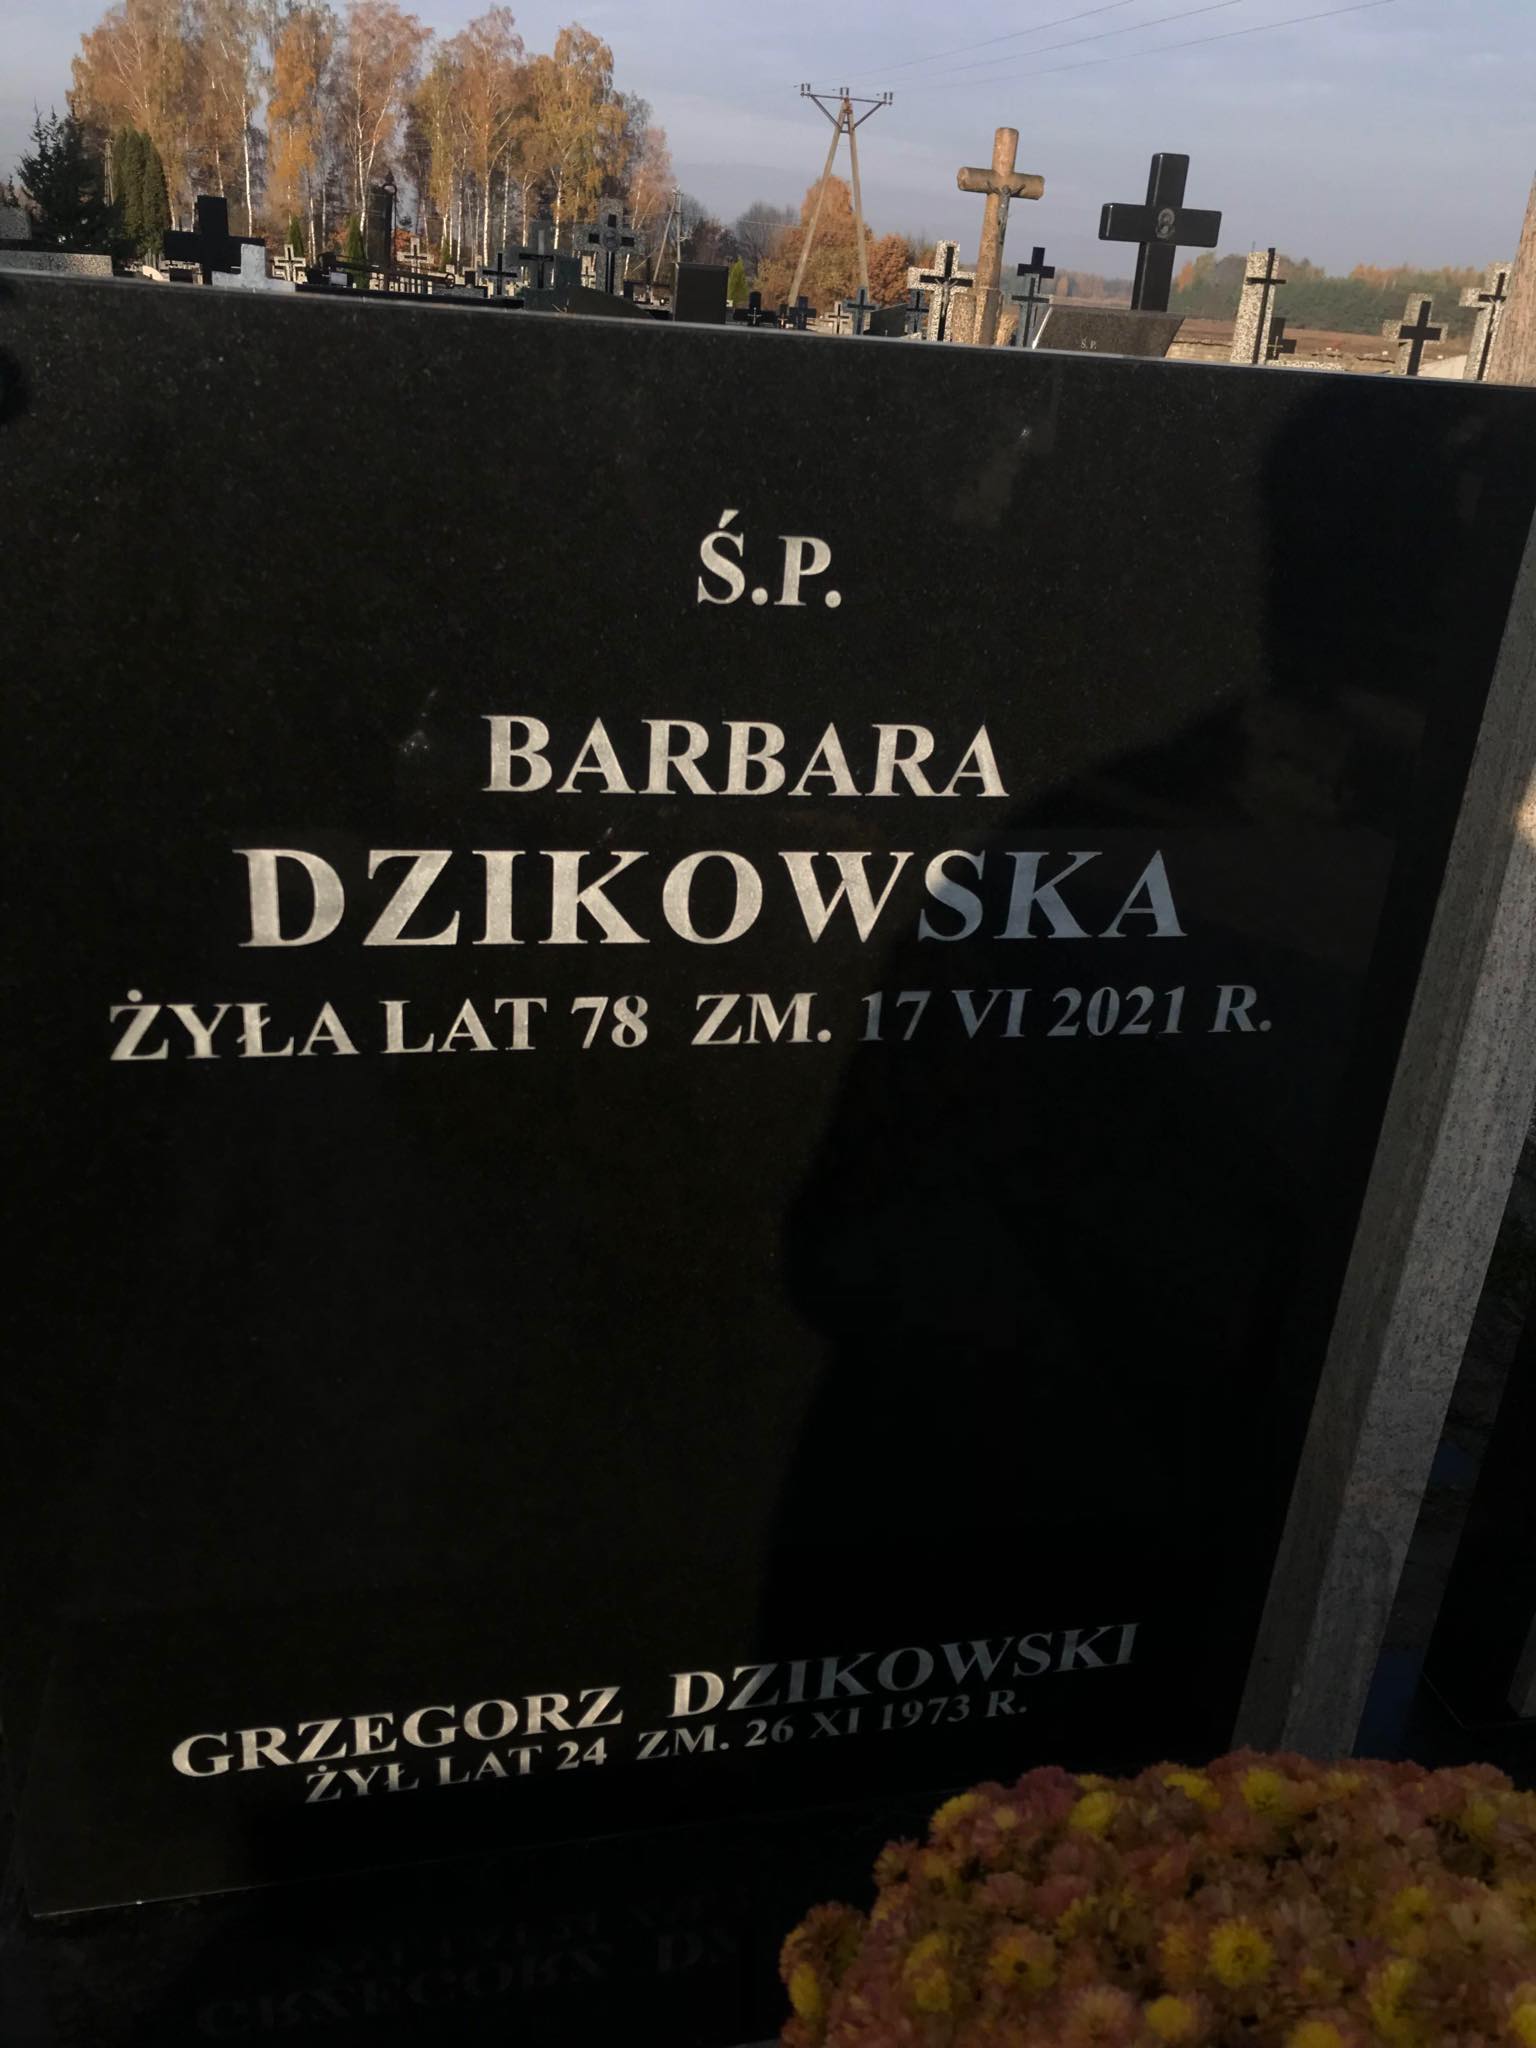 Ś.P.
Ś.P.
BARBARA
DZIKOWSKA
ŻYŁA LAT 78 ZM. 17 VI 2021 R.
GRZEGORZ DZIKOWSKI
ŻYŁ LAT 24 ZM. 26 XI 1973 R.